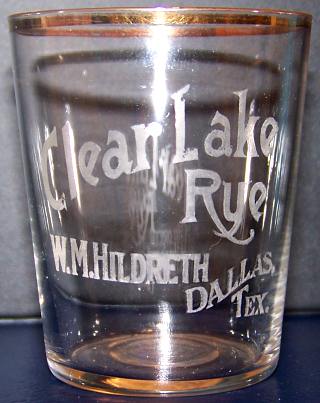 Clear Lake
Rye
W.M. HILDRETH
DALLAS,
TEX.